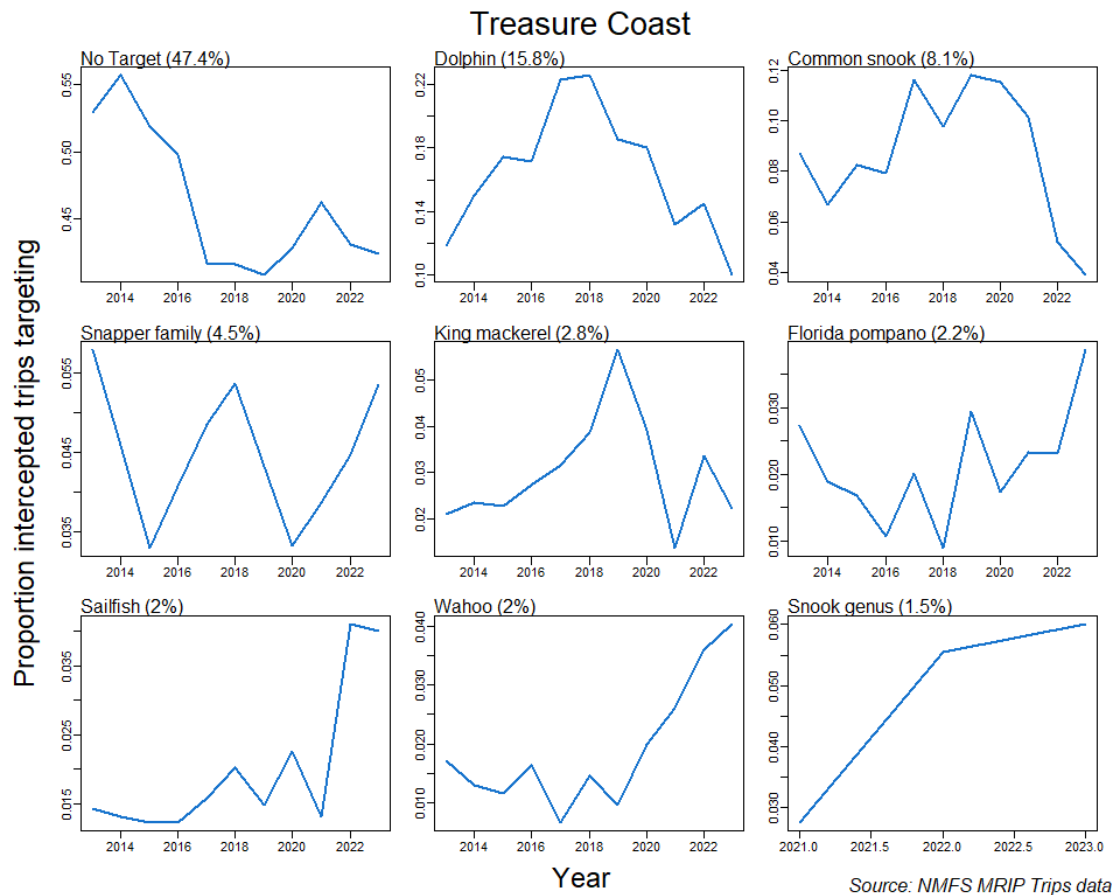 Treasure Coast
No Target (47.4%)
Dolphin (15.8%)
Common snook (8.1%)
0.55
0.50
0.45
0.22
0.18
0.14
0.10
0.12
0.10
0.08
0.06
0.04
2014 2016 2018 2020 2022
2014 2016 2018 2020 2022
2014 2016 2018 2020 2022
Snapper family (4.5%)
King mackerel (2.8%)
Florida pompano (2.2%)
Proportion intercepted trips targeting
0.055
0.045
0.035
0.05
0.04
0.03
0.02
0.030
0.020
0.010
2014 2016 2018 2020 2022
2014 2016 2018 2020 2022
2014 2016 2018 2020 2022
Sailfish (2%)
Wahoo (2%)
Snook genus (1.5%)
0.035
0.025
0.015
0.040
0.030
0.020
0.010
0.060
0.050
0.040
0.030
2014 2016 2018 2020 2022
2014 2016 2018 2020 2022
2021.0 2021.5 2022.0 2022.5 2023.0
Year
Source: NMFS MRIP Trips data